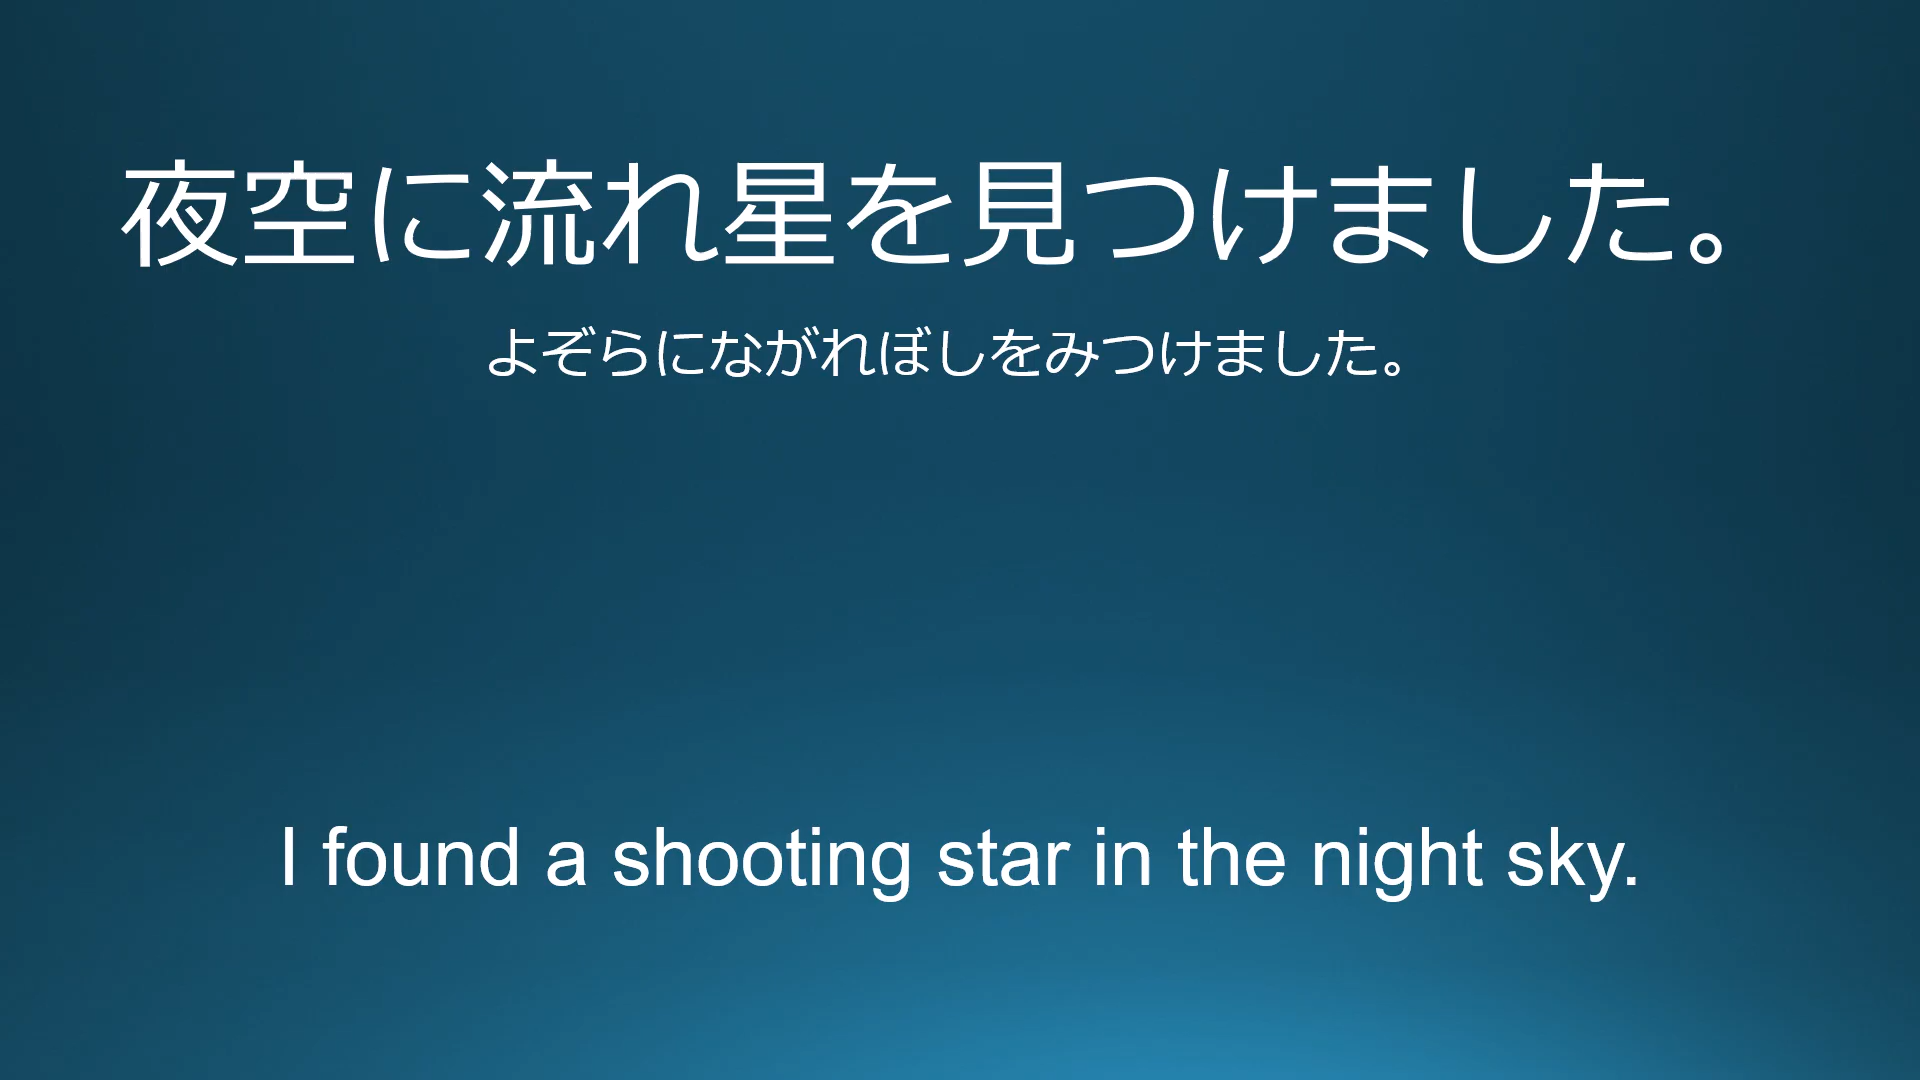 夜空に流れ星を見つけました。
よぞらにながれぼしをみつけました。
I found a shooting star in the night sky.